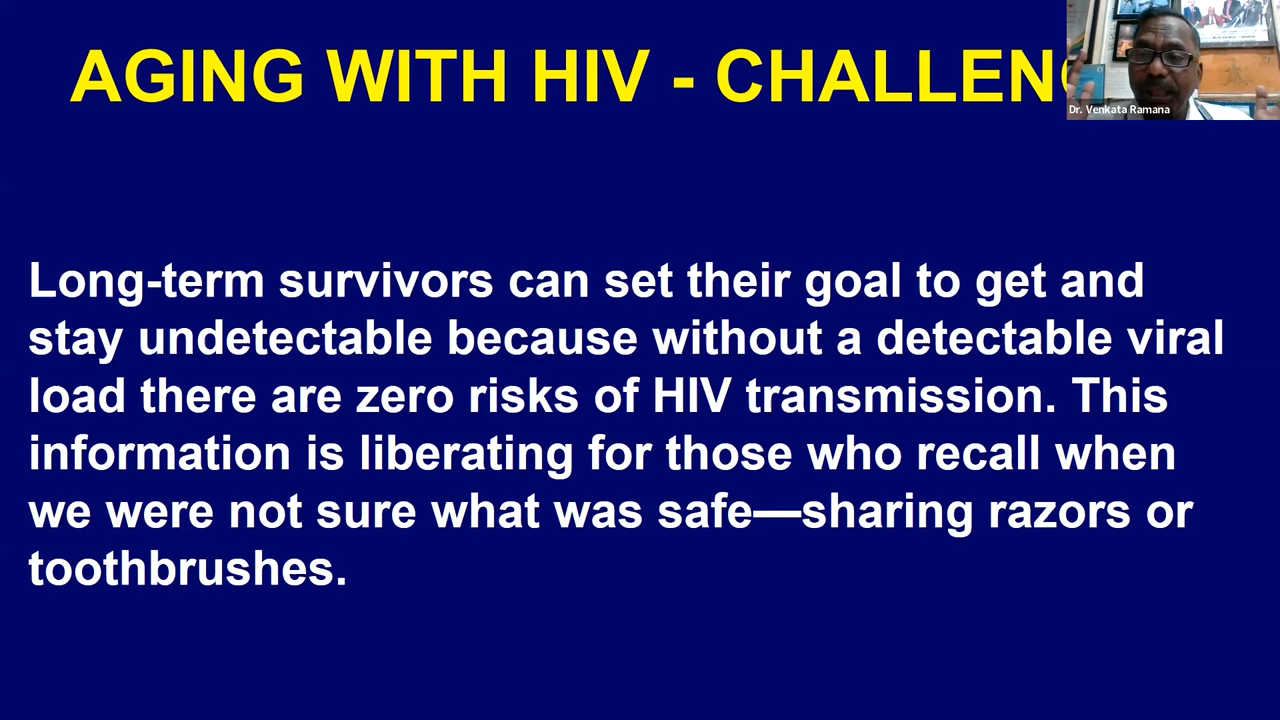 AGING WITH HIV - CHALLEN
Dr. Venkata Ramana
Long-term survivors can set their goal to get and
stay undetectable because without a detectable viral
load there are zero risks of HIV transmission. This
information is liberating for those who recall when
we were not sure what was safe—sharing razors or
toothbrushes.